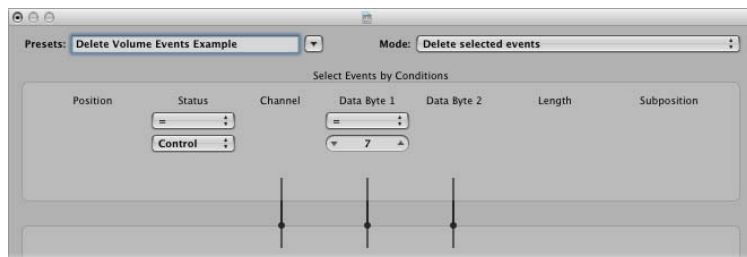 Presets: Delete Volume Events Example Mode: Delete selected events
Select Events by Conditions
Position Status Channel Data Byte 1 Data Byte 2 Length Subposition
= =
Control 7